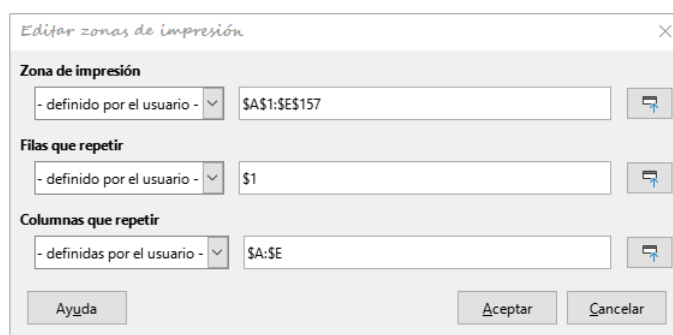 Editar zonas de impresión
Zona de impresión
- definido por el usuario - $A$1:$E$157
Filas que repetir
- definido por el usuario - $1
Columnas que repetir
- definidas por el usuario - $A:$E
Ayuda Aceptar Cancelar